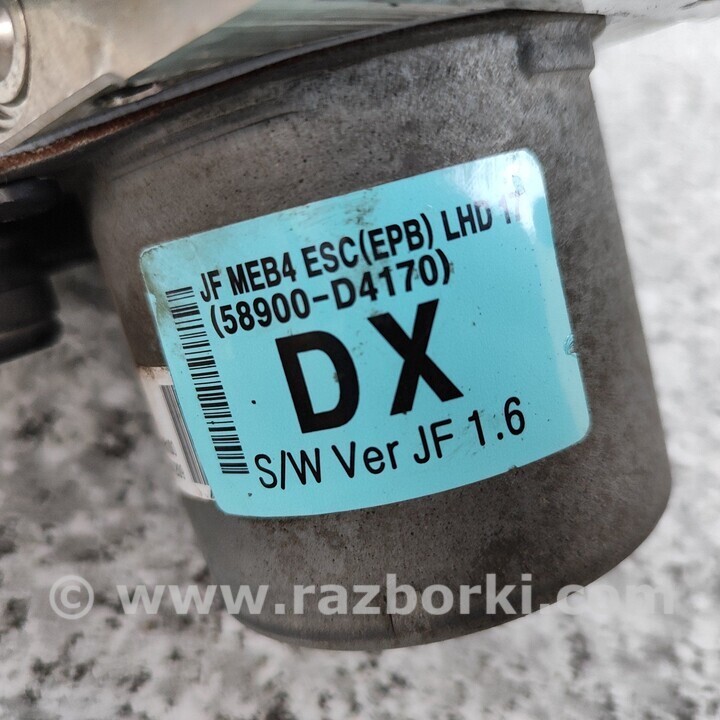 JF MEB4 ESC(EPB) LHD
(58900-D4170)
DX
S/W Ver JF 1.6
© www.razborki.com